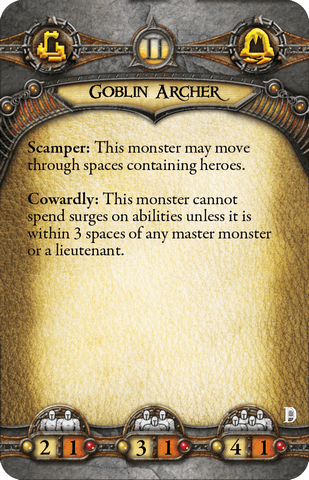 II
Goblin Archer
Scamper: This monster may move
through spaces containing heroes.
Cowardly: This monster cannot
spend surges on abilities unless it is
within 3 spaces of any master monster
or a lieutenant.
D
2 1 3 1 4 1